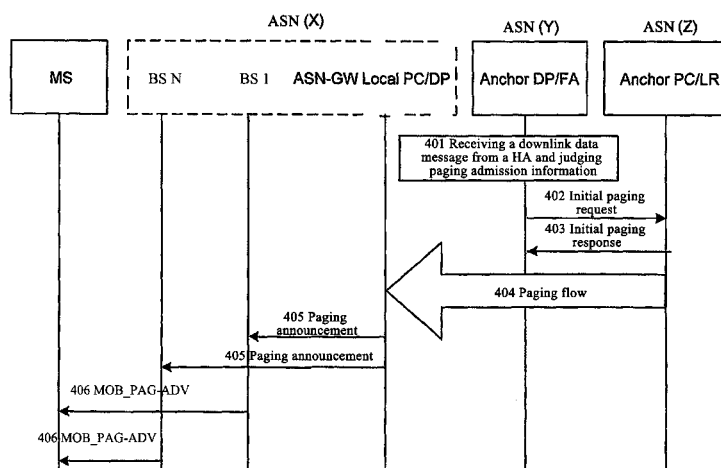 ASN (X)
ASN (Y)
ASN (Z)
MS
BS N
BS 1
ASN-GW Local PC/DP
Anchor DP/FA
Anchor PC/LR
401 Receiving a downlink data
message from a HA and judging
paging admission information
402 Initial paging
request
403 Initial paging
response
404 Paging flow
405 Paging
announcement
405 Paging announcement
406 MOB_PAG-ADV
406 MOB_PAG-ADV